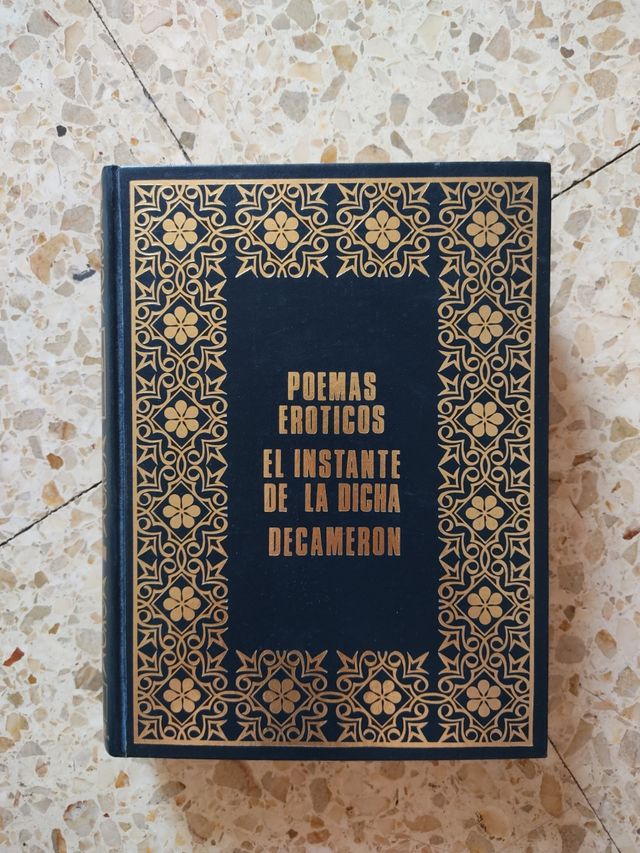 POEMAS
EROTICOS
EL INSTANTE
DE LA DICHA
DECAMERON